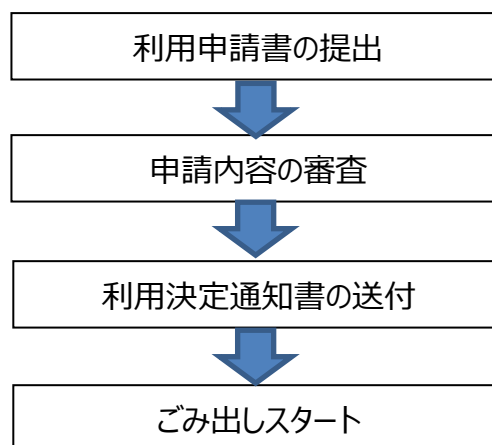 利用申請書の提出
申請内容の審査
利用決定通知書の送付
ごみ出しスタート